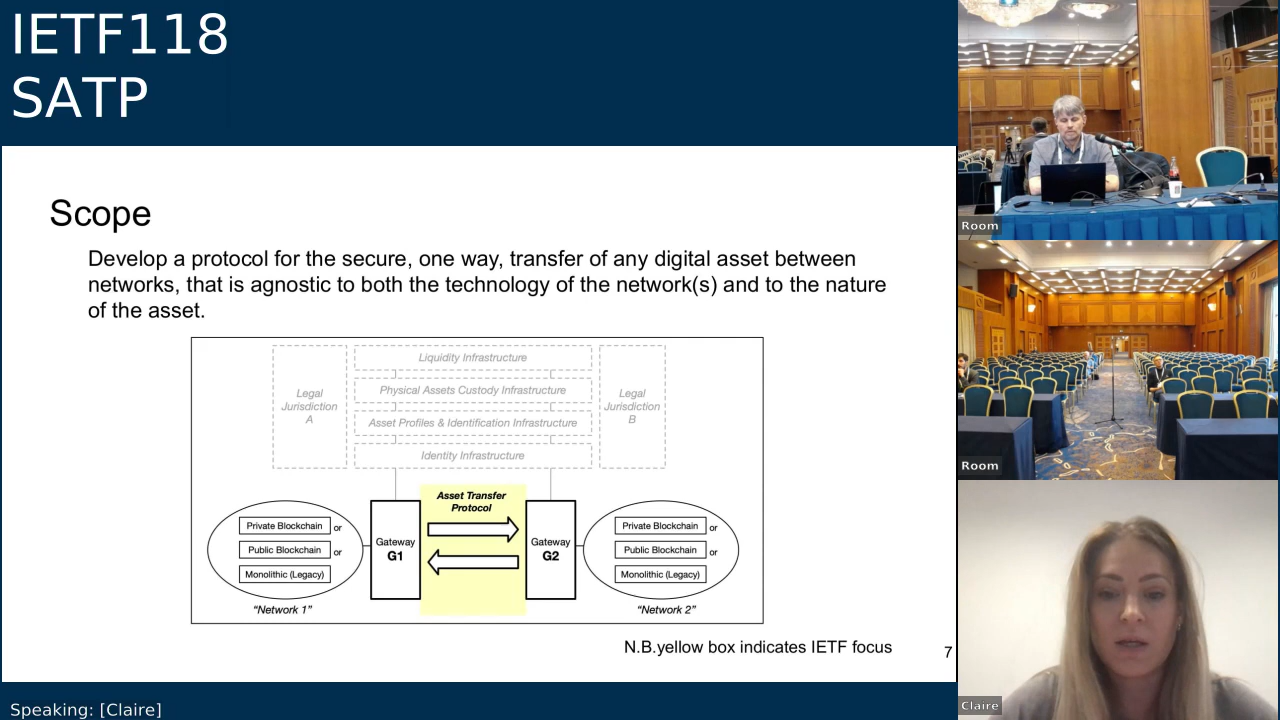 IETF118
SATP
Scope
Develop a protocol for the secure, one way, transfer of any digital asset between
networks, that is agnostic to both the technology of the network(s) and to the nature
of the asset.
Liquidity Infrastructure
Legal
Jurisdiction
A
Physical Assets Custody Infrastructure
Legal
Jurisdiction
B
Asset Profiles & Identification Infrastructure
Identity Infrastructure
Asset Transfer
Protocol
Private Blockchain or
Public Blockchain or
Monolithic (Legacy)
"Network 1"
Gateway
G1
Gateway
G2
Private Blockchain or
Public Blockchain or
Monolithic (Legacy)
"Network 2"
N.B.yellow box indicates IETF focus
7
Speaking: [Claire]
Room
Room
Claire